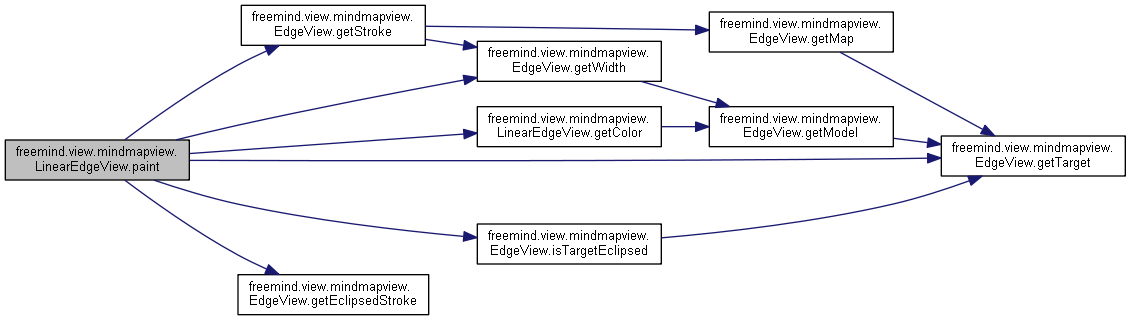 freemind.view.mindmapview.
EdgeView.getStroke
freemind.view.mindmapview.
EdgeView.getMap
freemind.view.mindmapview.
EdgeView.getWidth
freemind.view.mindmapview.
LinearEdgeView.getColor
freemind.view.mindmapview.
EdgeView.getModel
freemind.view.mindmapview.
LinearEdgeView.paint
freemind.view.mindmapview.
EdgeView.getTarget
freemind.view.mindmapview.
EdgeView.isTargetEclipsed
freemind.view.mindmapview.
EdgeView.getEclipsedStroke